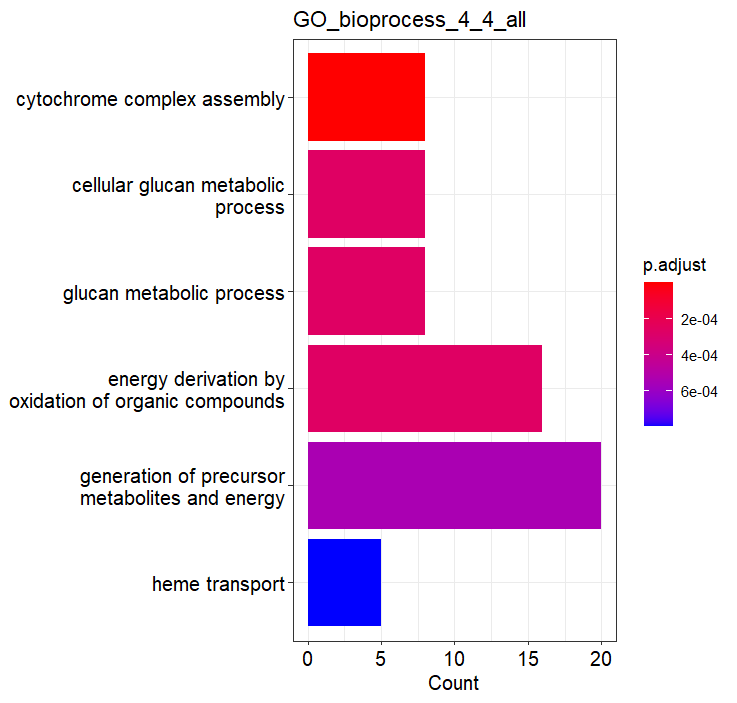 GO_bioprocess_4_4_all
cytochrome complex assembly
cellular glucan metabolic
process
glucan metabolic process
energy derivation by
oxidation of organic compounds
generation of precursor
metabolites and energy
heme transport
0 5 10 15 20
Count
p.adjust
2e-04
4e-04
6e-04